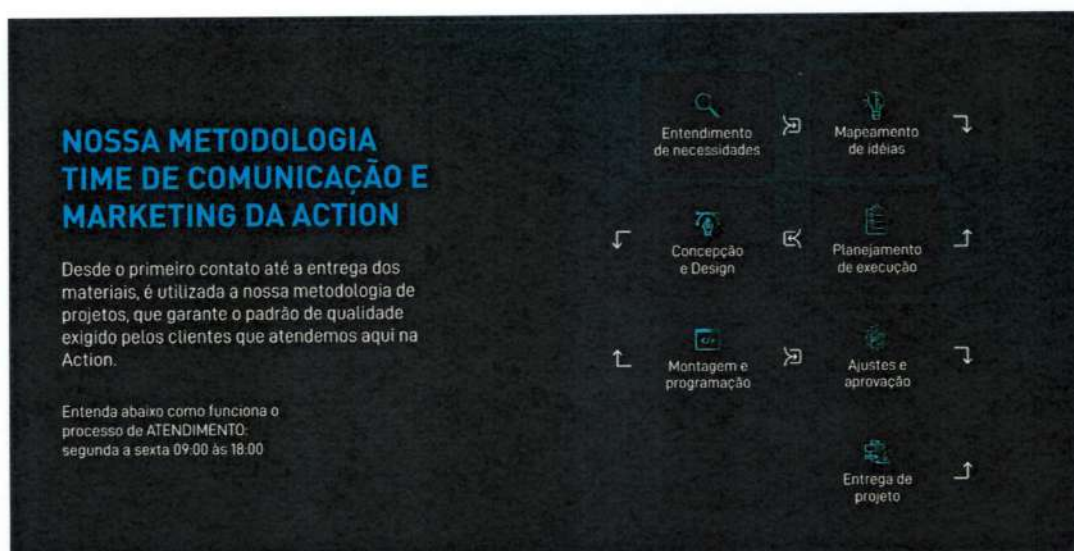 NOSSA METODOLOGIA
TIME DE COMUNICAÇÃO E
MARKETING DA ACTION
Desde o primeiro contato até a entrega dos
materiais, é utilizada a nossa metodologia de
projetos, que garante o padrão de qualidade
exigido pelos clientes que atendemos aqui na
Action.
Entenda abaixo como funciona o
processo de ATENDIMENTO:
segunda a sexta 09:00 às 18:00
Entendimento
de necessidades
Mapeamento
de idéias
Planejamento
de execução
Concepção
e Design
Montagem e
programação
Ajustes e
aprovação
Entrega de
projeto